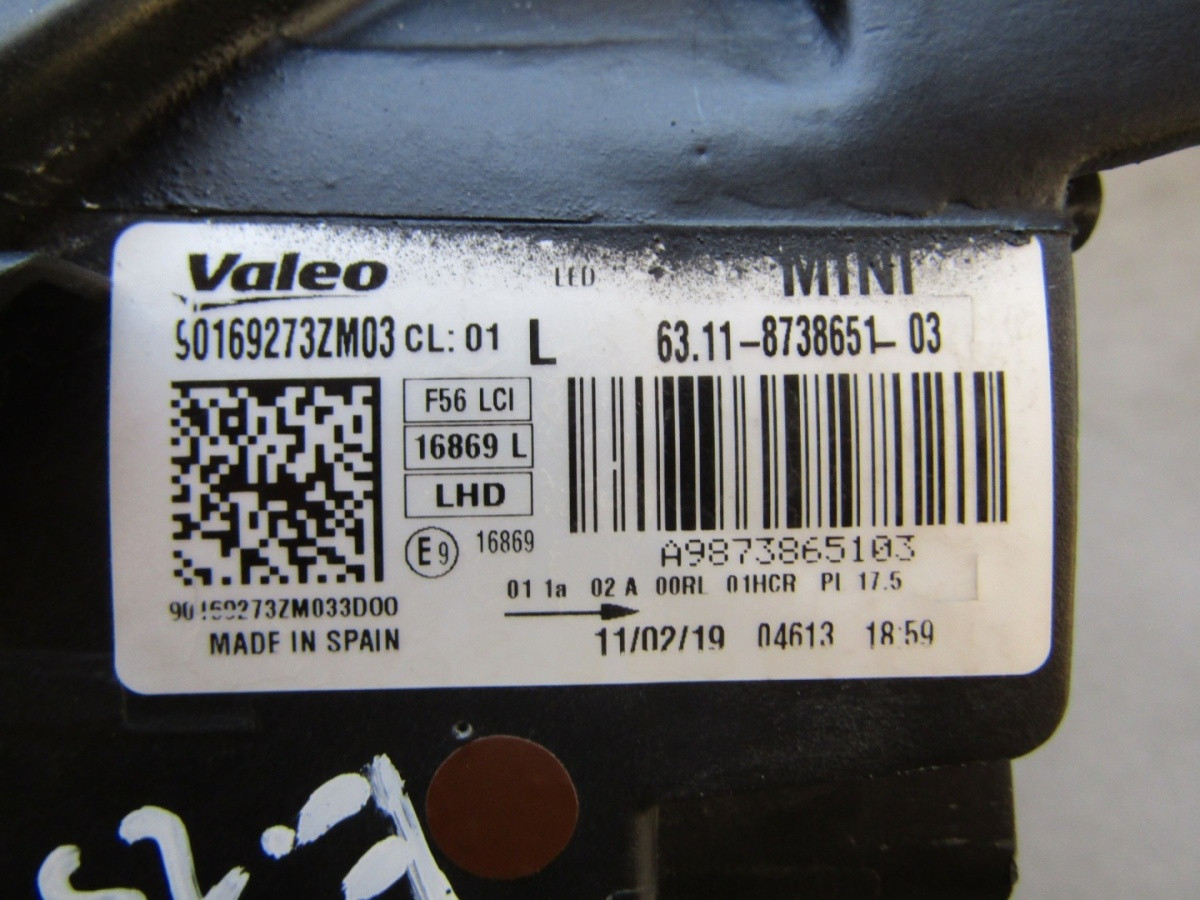 Valeo LED MINI
90169273ZM03 CL: 01 L 63.11-8738651-03
F56 LCI
16869 L
LHD
E9 16869
A9873865103
01 1a 02 A 00RL 01HCR PI 17.5
90169273ZM033D00
MADE IN SPAIN 11/02/19 04613 18:59